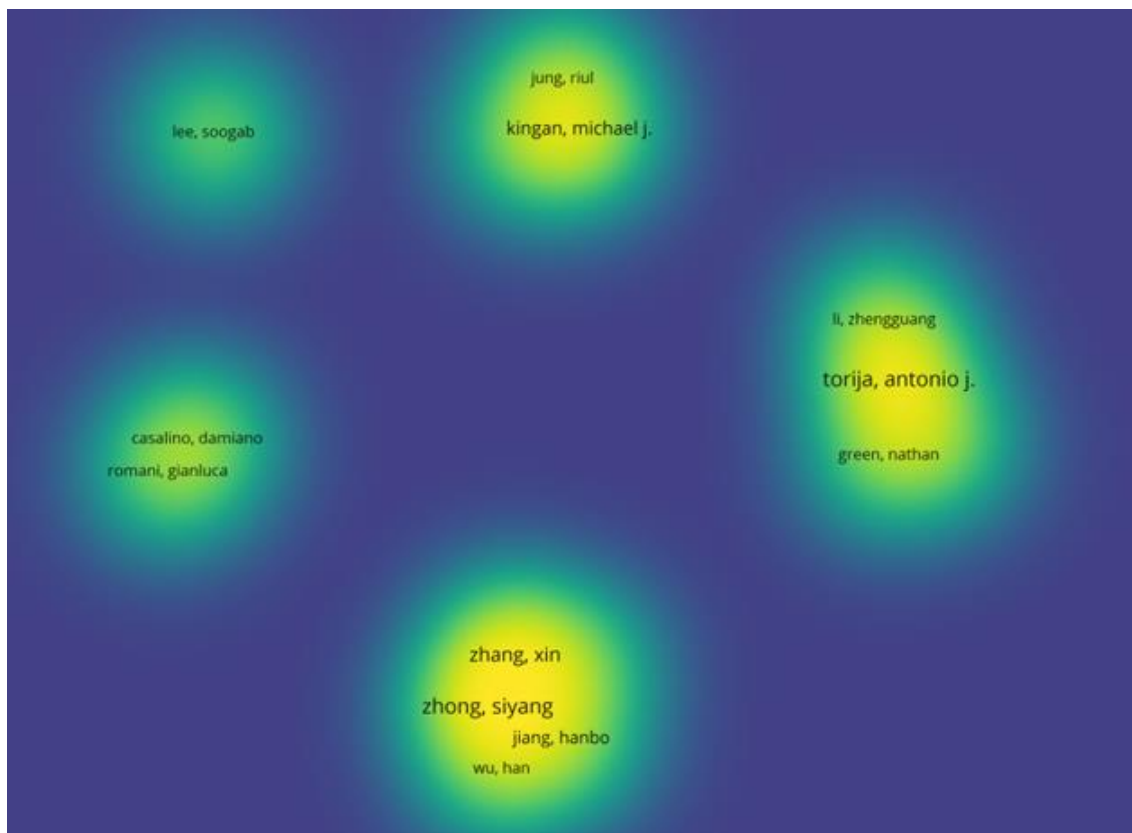 jung, riul
kingan, michael j.
lee, soogab
li, zhengguang
torija, antonio j.
green, nathan
casalino, damiano
romani, gianluca
zhang, xin
zhong, siyang
jiang, hanbo
wu, han